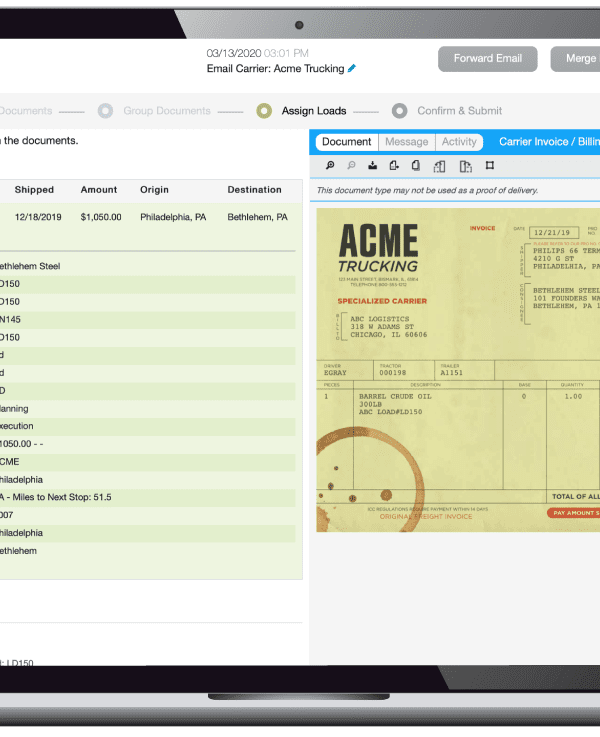 03/13/2020 03:01 PM
Email Carrier: Acme Trucking
Forward Email
Merge
Documents
Group Documents
Assign Loads
Confirm & Submit
the documents.
Shipped Amount Origin Destination
12/18/2019 $1,050.00 Philadelphia, PA Bethlehem, PA
ethlehem Steel
D150
D150
N145
D150
d
d
D
lanning
xecution
1050.00 - -
CME
hiladelphia
A - Miles to Next Stop: 51.5
007
hiladelphia
ethlehem
: LD150
Document Message Activity Carrier Invoice / Billin
This document type may not be used as a proof of delivery.
ACME
TRUCKING
123 MAIN STREET, BISMARK, IL. 61814
SPECIALIZED CARRIER
BILL TO
ABC LOGISTICS
318 W ADAMS ST
CHICAGO, IL 60606
INVOICE
DATE 12/21/19 PRO NO.
SHIPPER
PHILIPS 66 TERM
4210 G ST
PHILADELHIA, PA
CONSIGNEE
BETHLEHEM STEEL
101 FOUNDERS WA
BETHLEHEM, PA 1
DRIVER TRACTOR TRAILER
EGRAY 000198 A1151
PIECES DESCRIPTION BASE QUANTITY
1 BARREL CRUDE OIL 0 1.00
300LB
ABC LOAD#LD150
TOTAL OF ALL
ICC REGULATIONS REQUIRE PAYMENT WITHIN 14 DAYS
ORIGINAL FREIGHT INVOICE
PAY AMOUNT S